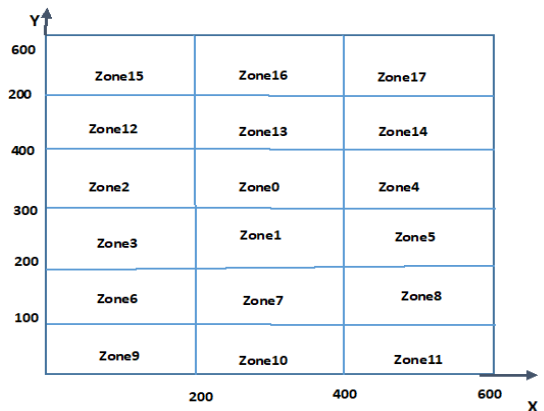 Y
600
Zone15 Zone16 Zone17
200
Zone12 Zone13 Zone14
400
Zone2 Zone0 Zone4
300
Zone3 Zone1 Zone5
200
Zone6 Zone7 Zone8
100
Zone9 Zone10 Zone11
200 400 600
X